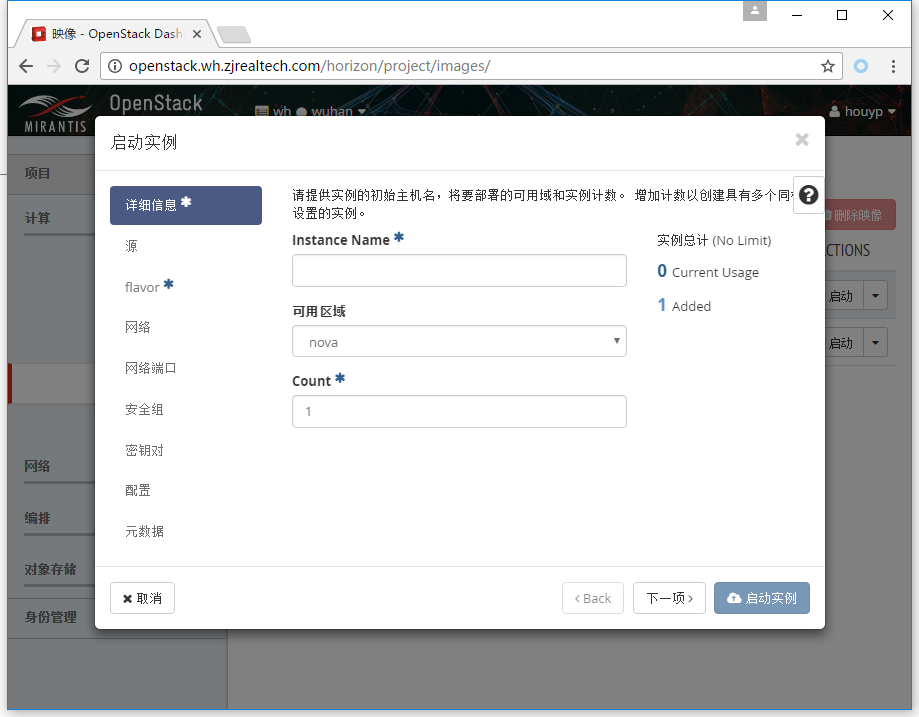 映像 - OpenStack Dash
openstack.wh.zjrealtech.com/horizon/project/images/
MIRANTIS
OpenStack
wh wuhan
houyp
启动实例
项目
计算
网络
编排
对象存储
身份管理
删除映像
CTIONS
启动
启动
详细信息 *
源
flavor *
网络
网络端口
安全组
密钥对
配置
元数据
请提供实例的初始主机名，将要部署的可用域和实例计数。 增加计数以创建具有多个同样
设置的实例。
Instance Name *
可用区域
nova
Count *
1
实例总计 (No Limit)
0 Current Usage
1 Added
取消
Back
下一项
启动实例